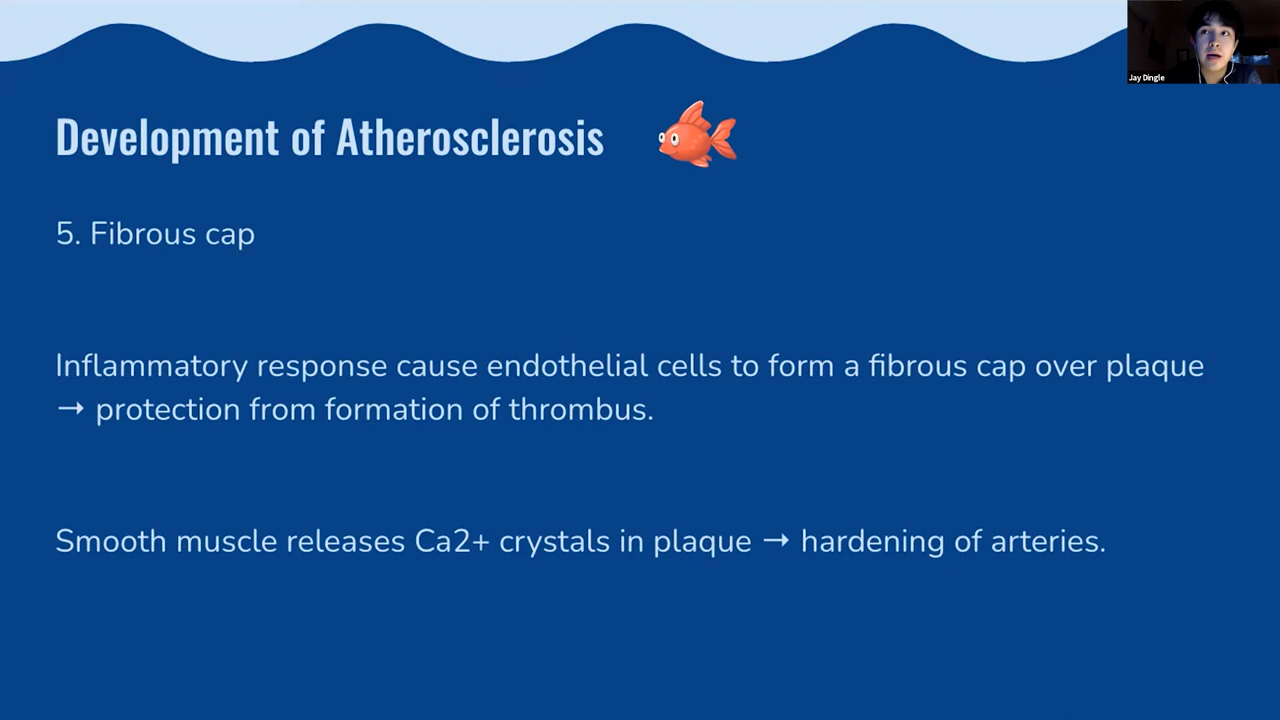 Jay Dingle
Development of Atherosclerosis
5. Fibrous cap
Inflammatory response cause endothelial cells to form a fibrous cap over plaque
→ protection from formation of thrombus.
Smooth muscle releases Ca2+ crystals in plaque → hardening of arteries.